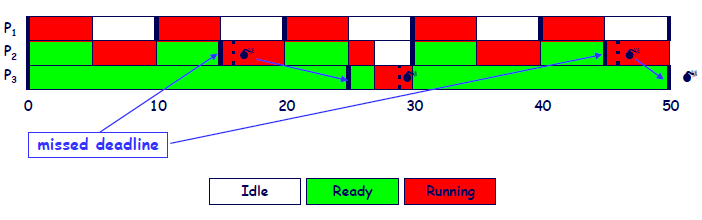 P1
P2
P3
0 10 20 30 40 50
missed deadline
Idle Ready Running